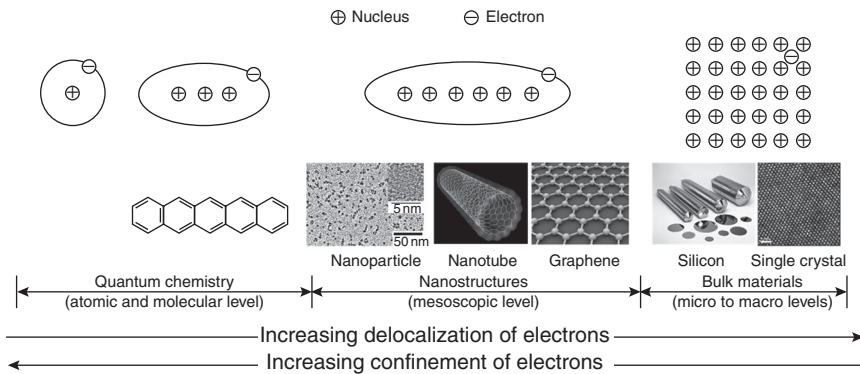 ⊕ Nucleus ⊖ Electron
5 nm
50 nm
Nanoparticle Nanotube Graphene Silicon Single crystal
Quantum chemistry Nanostructures Bulk materials
(atomic and molecular level) (mesoscopic level) (micro to macro levels)
Increasing delocalization of electrons
Increasing confinement of electrons